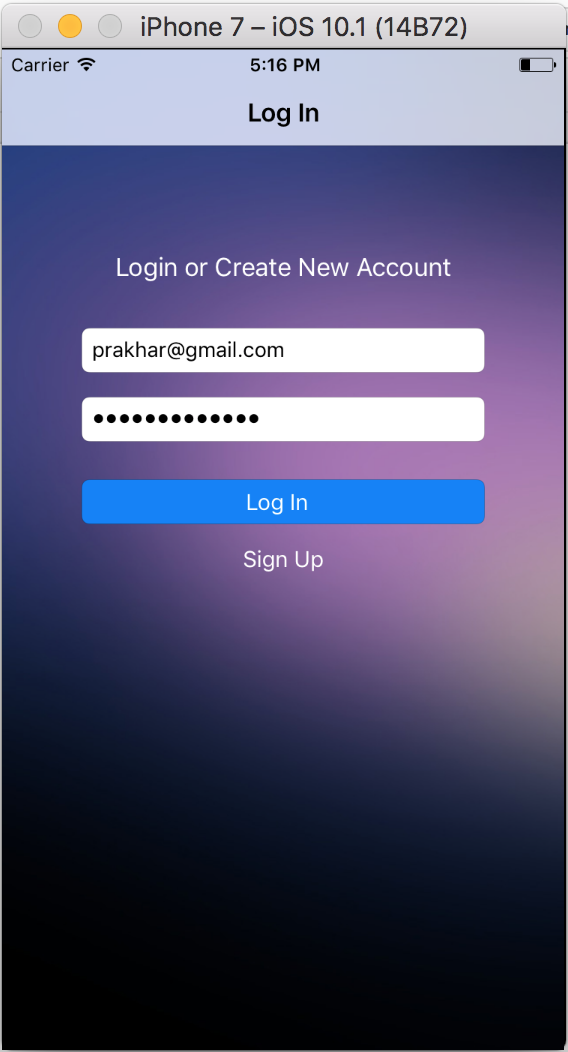 iPhone 7 – iOS 10.1 (14B72)
Carrier 5:16 PM
Log In
Login or Create New Account
prakhar@gmail.com
•••••••••••••
Log In
Sign Up